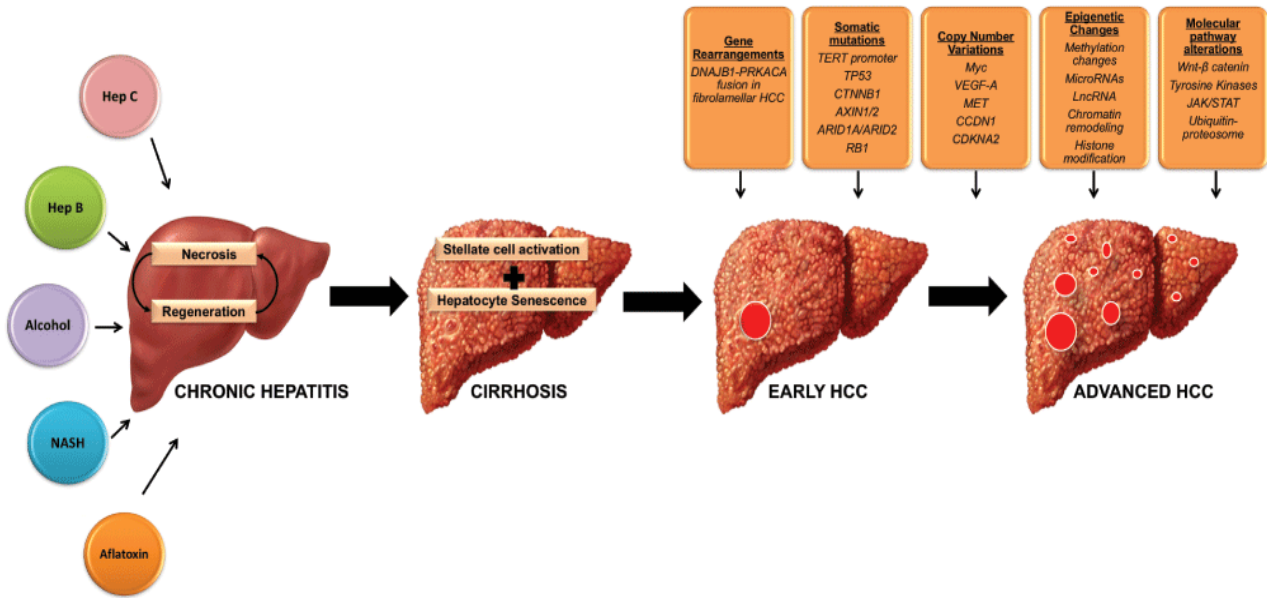 Hep C
Hep B
Alcohol
NASH
Aflatoxin
Necrosis
Regeneration
CHRONIC HEPATITIS
Stellate cell activation
Hepatocyte Senescence
CIRRHOSIS
Gene
Rearrangements
DNAJB1-PRKACA
fusion in
fibrolamellar HCC
Somatic
mutations
TERT promoter
TP53
CTNNB1
AXIN1/2
ARID1A/ARID2
RB1
Copy Number
Variations
Myc
VEGF-A
MET
CCDN1
CDKNA2
Epigenetic
Changes
Methylation
changes
MicroRNAs
LncRNA
Chromatin
remodeling
Histone
modification
Molecular
pathway
alterations
Wnt-β catenin
Tyrosine Kinases
JAK/STAT
Ubiquitin-
proteosome
EARLY HCC
ADVANCED HCC